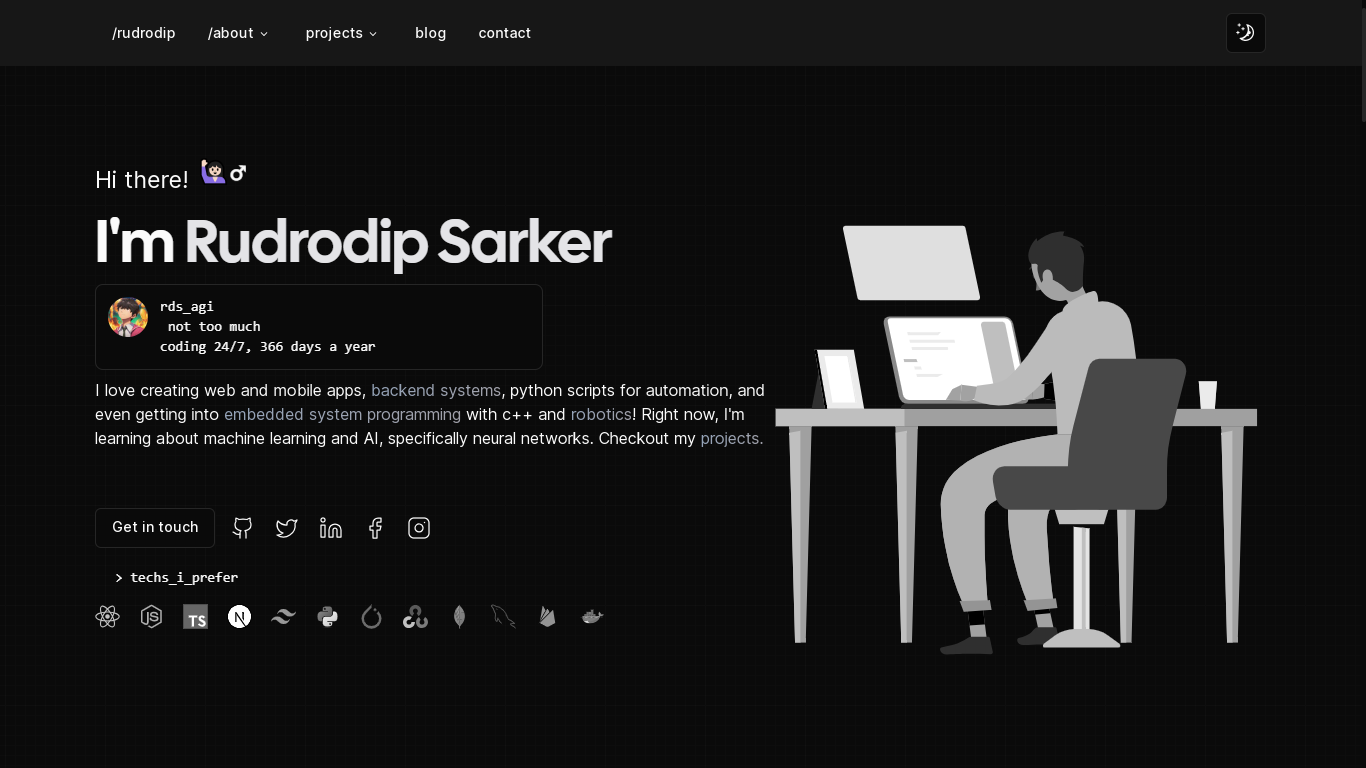 /rudrodip
/about
projects
blog
contact
Hi there! 🙋🏻‍♂
I'm Rudrodip Sarker
rds_agi
not too much
coding 24/7, 366 days a year
I love creating web and mobile apps, backend systems, python scripts for automation, and
even getting into embedded system programming with c++ and robotics! Right now, I'm
learning about machine learning and AI, specifically neural networks. Checkout my projects.
Get in touch
> techs_i_prefer
JS
TS
N